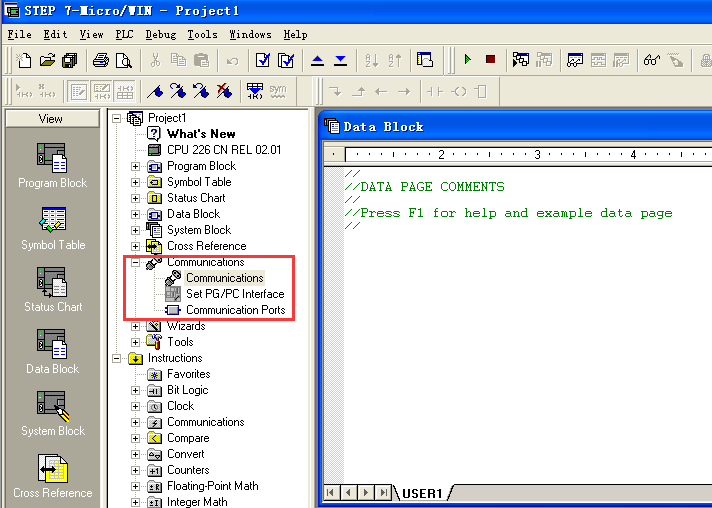 STEP 7-Micro/WIN - Project1
File Edit View PLC Debug Tools Windows Help
sym
View
Program Block
Symbol Table
Status Chart
Data Block
System Block
Cross Reference
Project1
What's New
CPU 226 CN REL 02.01
Program Block
Symbol Table
Status Chart
Data Block
System Block
Cross Reference
Communications
Communications
Set PG/PC Interface
Communication Ports
Wizards
Tools
Instructions
Favorites
Bit Logic
Clock
Communications
Compare
Convert
Counters
Floating-Point Math
Integer Math
Data Block
2 3 4
//
//DATA PAGE COMMENTS
//
//Press F1 for help and example data page
//
USER1